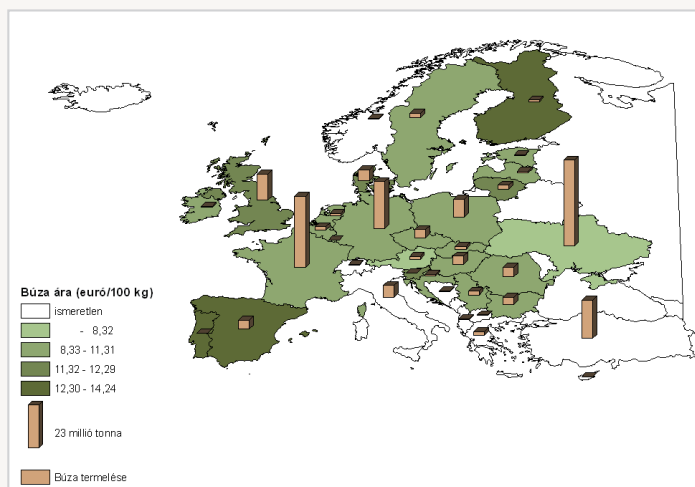 Búza ára (euró/100 kg)
ismeretlen
- 8,32
8,33 - 11,31
11,32 - 12,29
12,30 - 14,24
23 millió tonna
Búza termelése